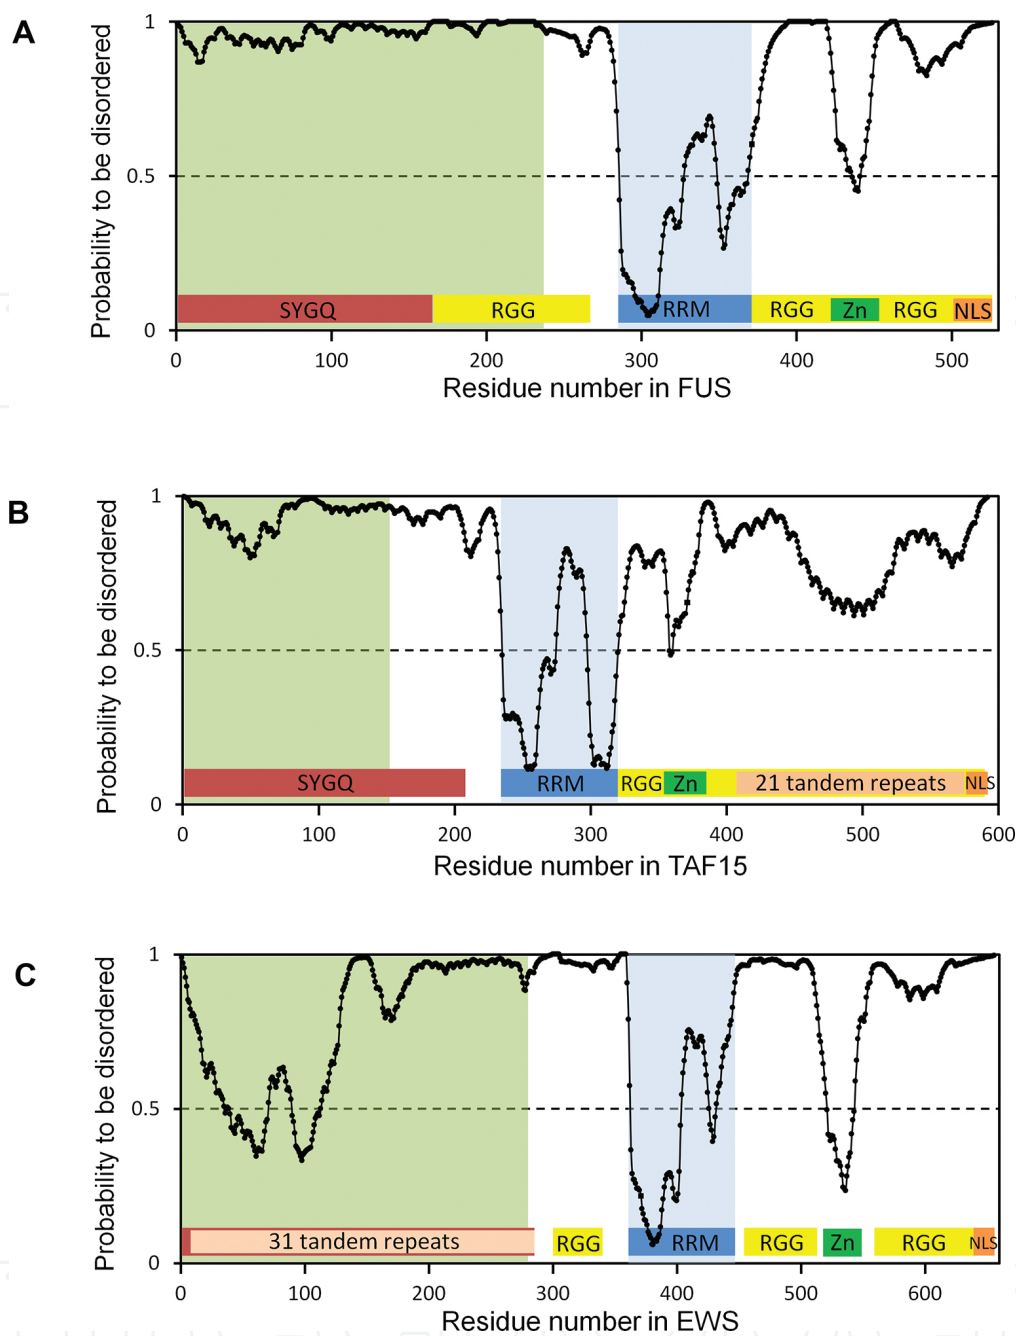 A
Probability to be disordered
1
0.5
0
SYGQ RGG RRM RGG Zn RGG NLS
0 100 200 300 400 500
Residue number in FUS
B
Probability to be disordered
1
0.5
0
SYGQ RRM RGG Zn 21 tandem repeats NLS
0 100 200 300 400 500 600
Residue number in TAF15
C
Probability to be disordered
1
0.5
0
31 tandem repeats RGG RRM RGG Zn RGG NLS
0 100 200 300 400 500 600
Residue number in EWS